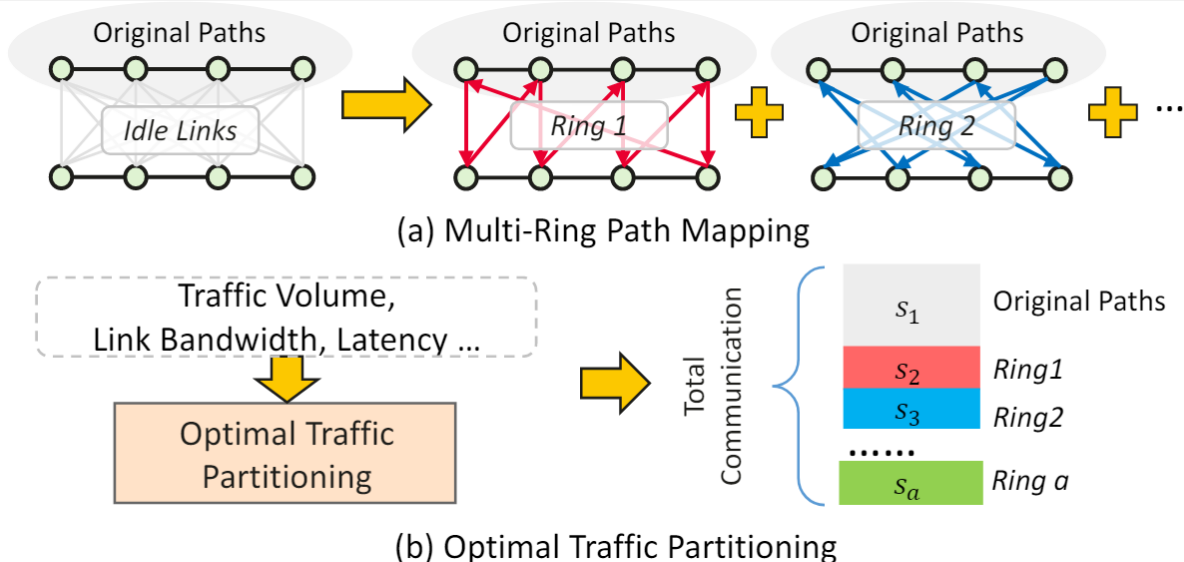 Original Paths
Original Paths
Original Paths
Idle Links
Ring 1
Ring 2
...
(a) Multi-Ring Path Mapping
Traffic Volume,
Link Bandwidth, Latency ...
Optimal Traffic
Partitioning
Total
Communication
s₁
Original Paths
s₂
Ring1
s₃
Ring2
......
sₐ
Ring a
(b) Optimal Traffic Partitioning